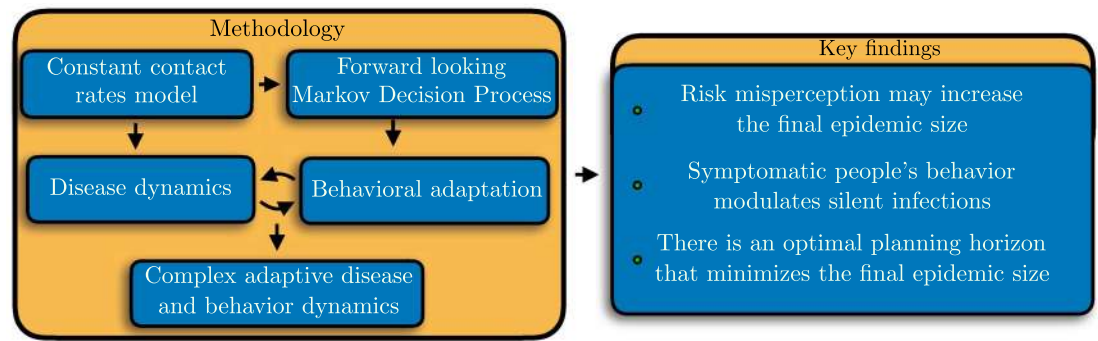 Methodology
Constant contact
rates model
Forward looking
Markov Decision Process
Disease dynamics
Behavioral adaptation
Complex adaptive disease
and behavior dynamics
Key findings
Risk misperception may increase
the final epidemic size
Symptomatic people's behavior
modulates silent infections
There is an optimal planning horizon
that minimizes the final epidemic size